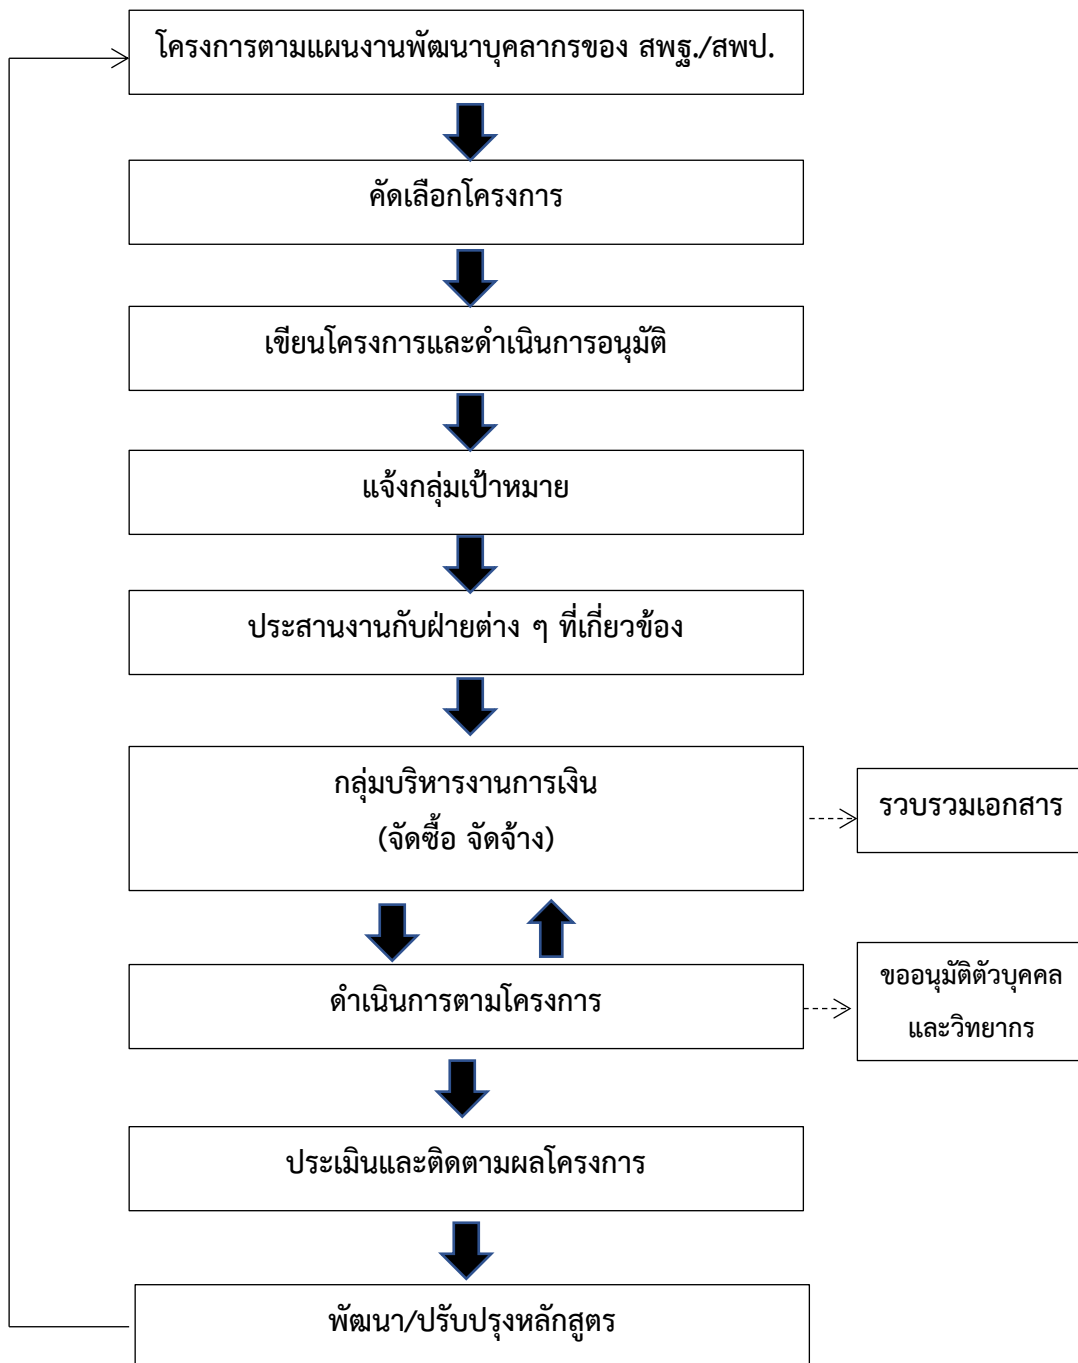 โครงการตามแผนงานพัฒนาบุคลากรของ สพฐ./สพป.
คัดเลือกโครงการ
เขียนโครงการและดำเนินการอนุมัติ
แจ้งกลุ่มเป้าหมาย
ประสานงานกับฝ่ายต่าง ๆ ที่เกี่ยวข้อง
กลุ่มบริหารงานการเงิน
(จัดซื้อ จัดจ้าง)
รวบรวมเอกสาร
ดำเนินการตามโครงการ
ขออนุมัติตัวบุคคล
และวิทยากร
ประเมินและติดตามผลโครงการ
พัฒนา/ปรับปรุงหลักสูตร